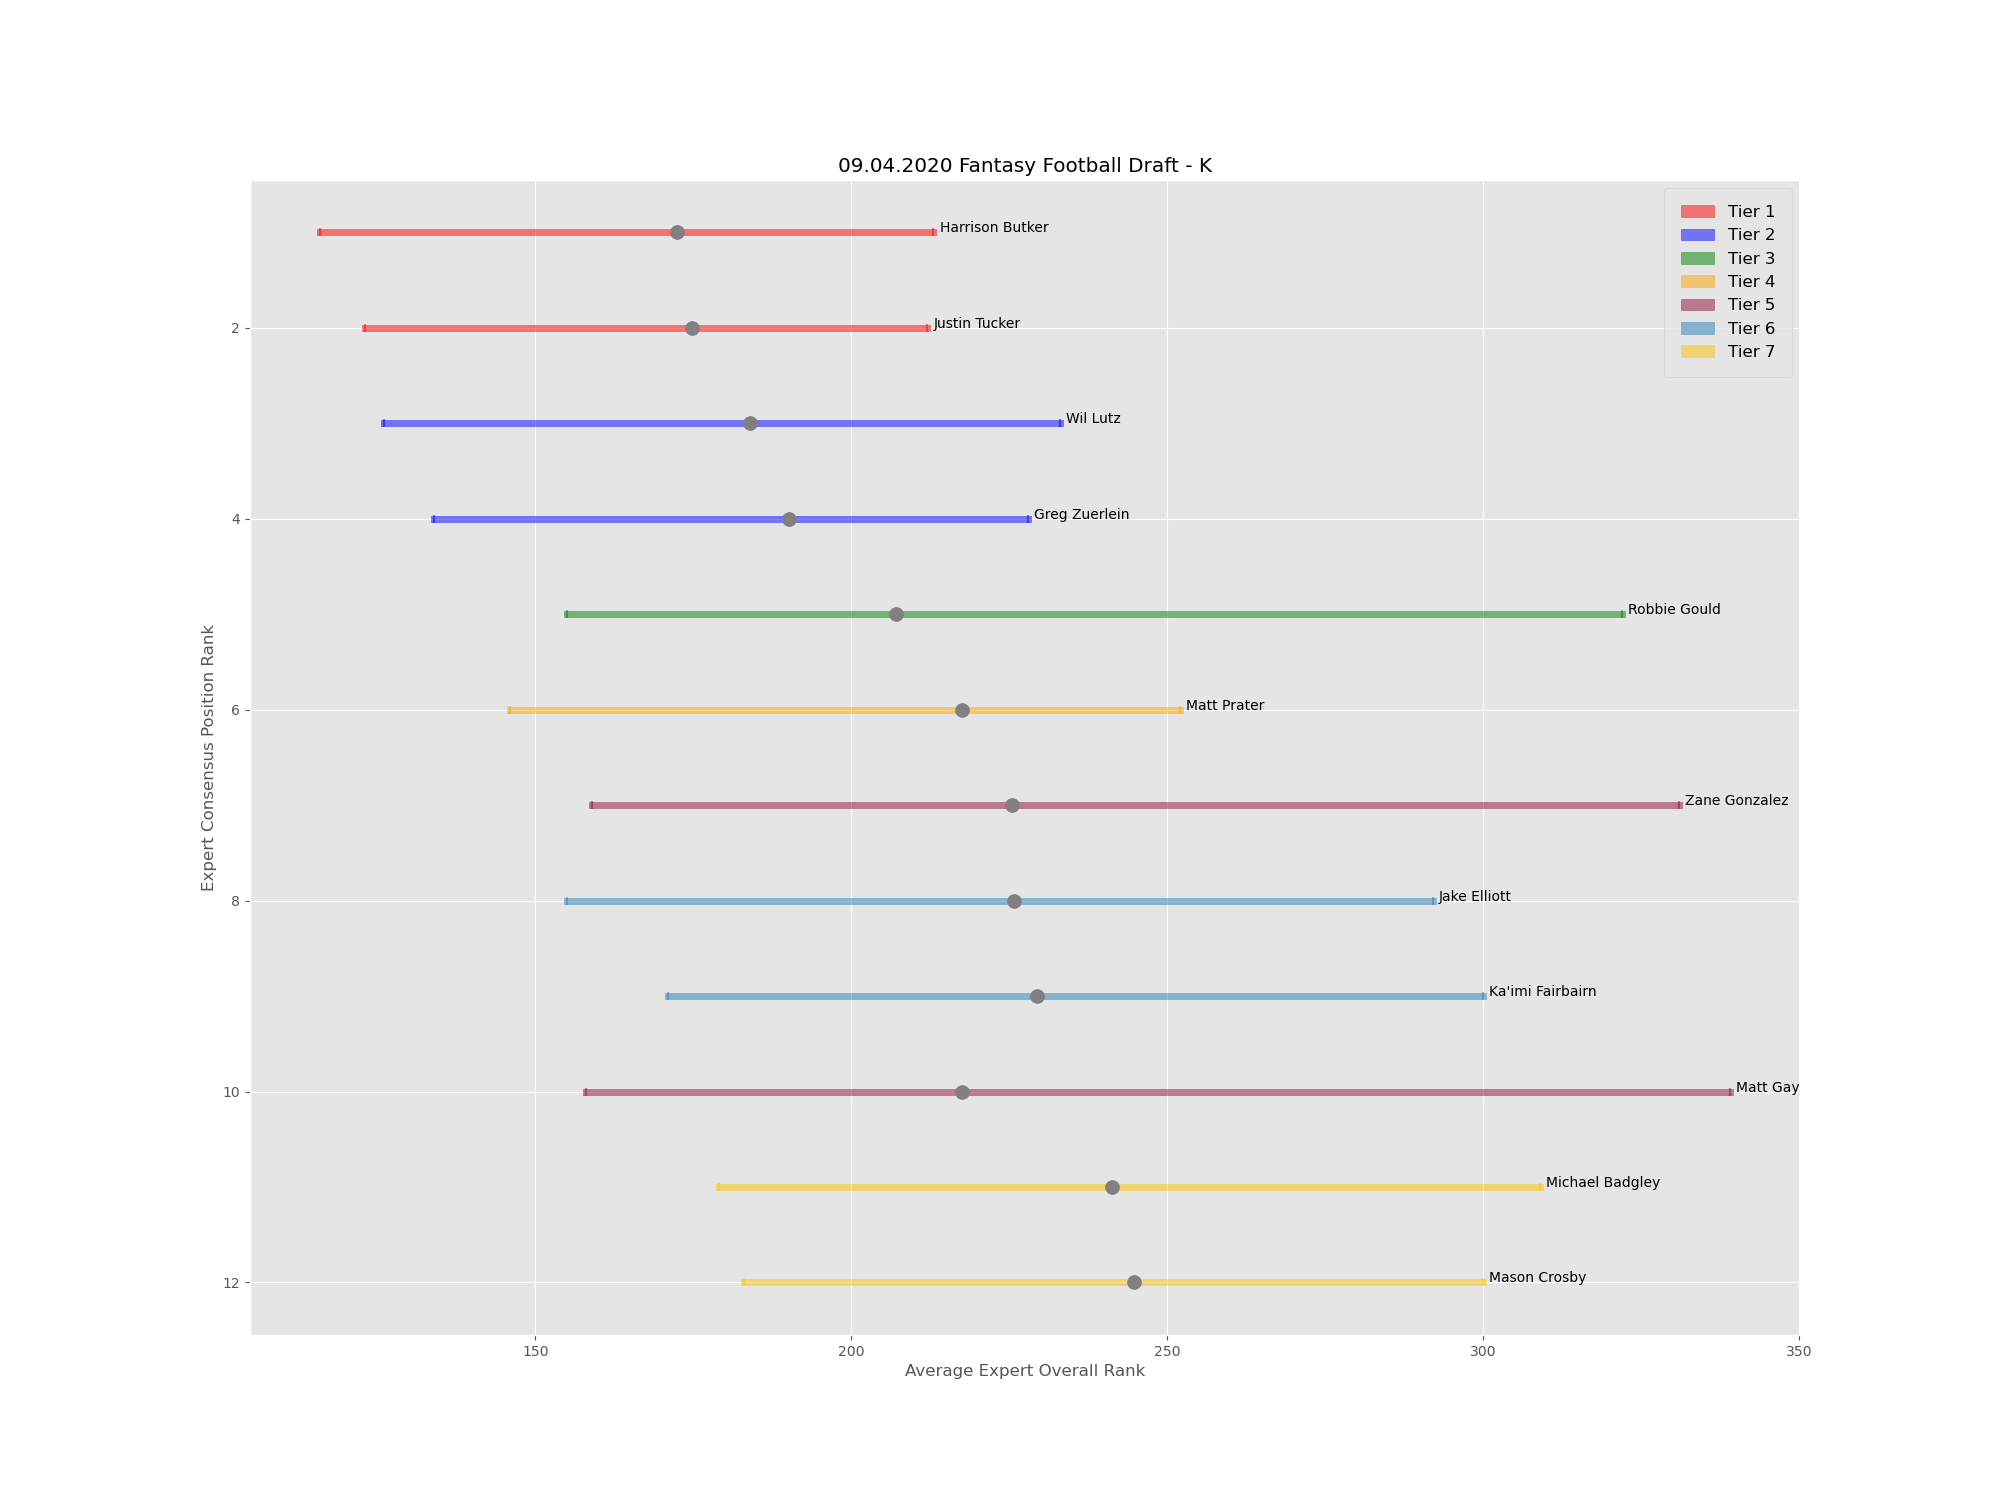 09.04.2020 Fantasy Football Draft - K
Tier 1
Tier 2
Tier 3
Tier 4
Tier 5
Tier 6
Tier 7
Harrison Butker
Justin Tucker
Wil Lutz
Greg Zuerlein
Robbie Gould
Matt Prater
Zane Gonzalez
Jake Elliott
Ka'imi Fairbairn
Matt Gay
Michael Badgley
Mason Crosby
Expert Consensus Position Rank
2
4
6
8
10
12
150 200 250 300 350
Average Expert Overall Rank